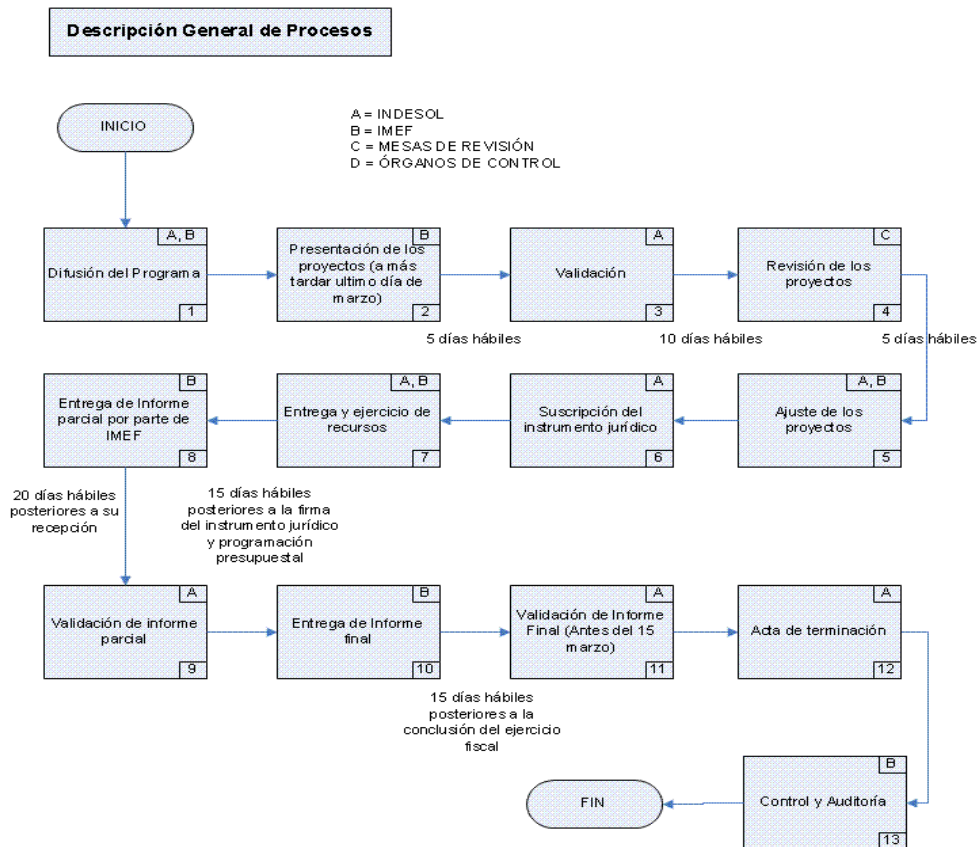 Descripción General de Procesos
INICIO
A = INDESOL
B = IMEF
C = MESAS DE REVISIÓN
D = ÓRGANOS DE CONTROL
A, B
Difusión del Programa
1
B
Presentación de los
proyectos (a más
tardar ultimo día de
marzo)
2
A
Validación
3
C
Revisión de los
proyectos
4
5 días hábiles
10 días hábiles
5 días hábiles
A, B
Ajuste de los
proyectos
5
A
Suscripción del
instrumento jurídico
6
A, B
Entrega y ejercicio de
recursos
7
B
Entrega de Informe
parcial por parte de
IMEF
8
20 días hábiles
posteriores a su
recepción
15 días hábiles
posteriores a la firma
del instrumento jurídico
y programación
presupuestal
A
Validación de informe
parcial
9
B
Entrega de Informe
final
10
A
Validación de Informe
Final (Antes del 15
marzo)
11
A
Acta de terminación
12
15 días hábiles
posteriores a la
conclusión del ejercicio
fiscal
B
Control y Auditoría
13
FIN